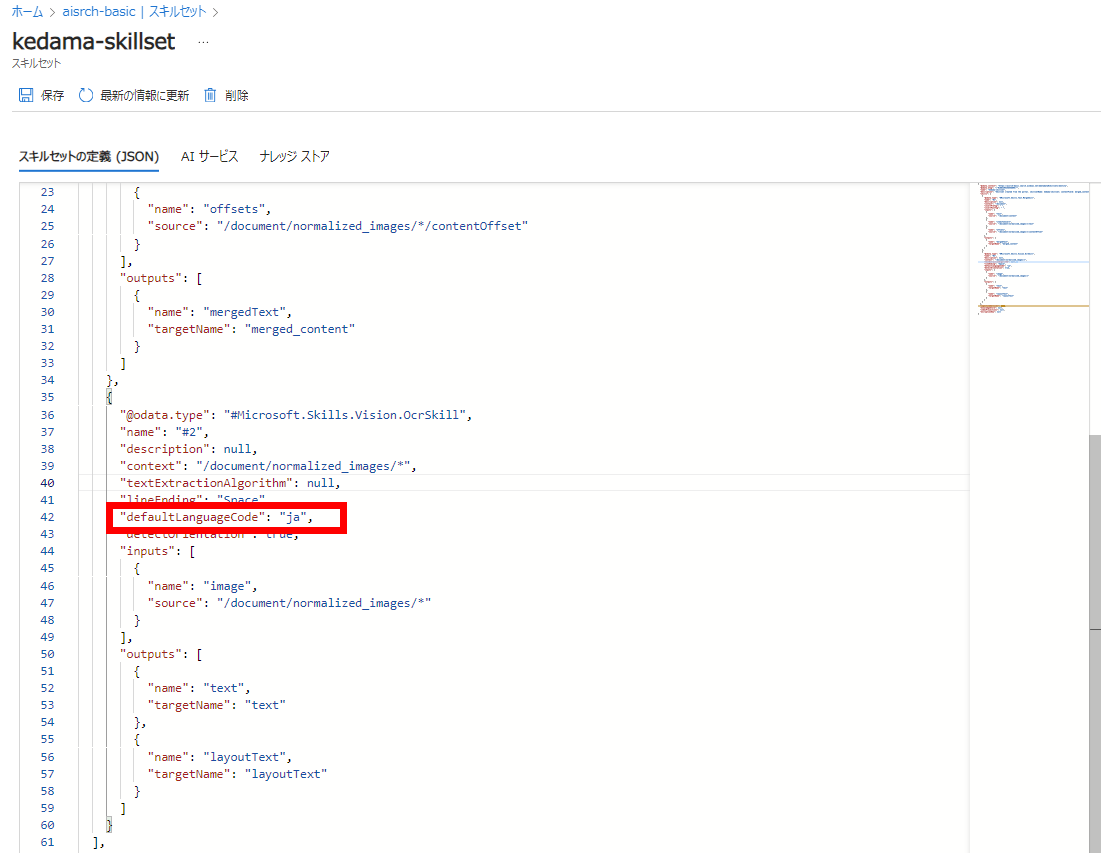 ホーム > aisrch-basic | スキルセット >
kedama-skillset ...
スキルセット
保存 最新の情報に更新 削除
スキルセットの定義 (JSON) AI サービス ナレッジ ストア
23 {
24 "name": "offsets",
25 "source": "/document/normalized_images/*/contentOffset"
26 }
27 ],
28 "outputs": [
29 {
30 "name": "mergedText",
31 "targetName": "merged_content"
32 }
33 ]
34 },
35 {
36 "@odata.type": "#Microsoft.Skills.Vision.OcrSkill",
37 "name": "#2",
38 "description": null,
39 "context": "/document/normalized_images/*",
40 "textExtractionAlgorithm": null,
41 "lineEnding": "Space"
42 "defaultLanguageCode": "ja",
43 "detectOrientation": true,
44 "inputs": [
45 {
46 "name": "image",
47 "source": "/document/normalized_images/*"
48 }
49 ],
50 "outputs": [
51 {
52 "name": "text",
53 "targetName": "text"
54 },
55 {
56 "name": "layoutText",
57 "targetName": "layoutText"
58 }
59 ]
60 }
61 ],